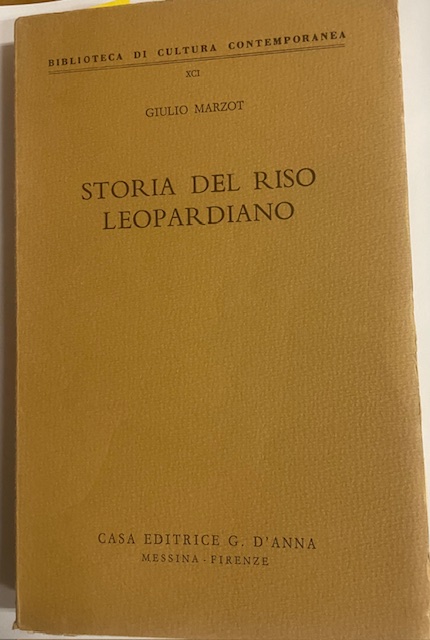 BIBLIOTECA DI CULTURA CONTEMPORANEA
XCI
GIULIO MARZOT
STORIA DEL RISO
LEOPARDIANO
CASA EDITRICE G. D'ANNA
MESSINA - FIRENZE